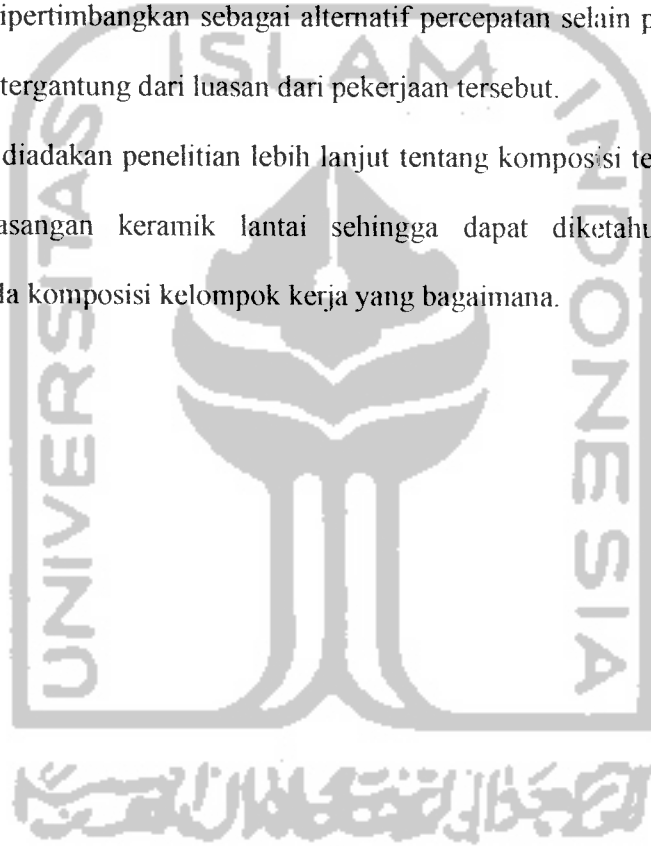 ipertimbangkan sebagai alternatif percepatan selain p
tergantung dari luasan dari pekerjaan tersebut.
diadakan penelitian lebih lanjut tentang komposisi te
asangan keramik lantai sehingga dapat diketahu
la komposisi kelompok kerja yang bagaimana.
ISLAM
UNIVERSITAS
INDONESIA